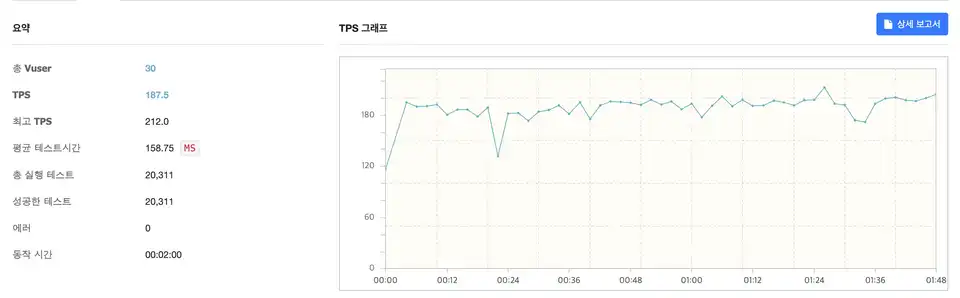 요약
총 Vuser 30
TPS 187.5
최고 TPS 212.0
평균 테스트시간 158.75 MS
총 실행 테스트 20,311
성공한 테스트 20,311
에러 0
동작 시간 00:02:00
TPS 그래프
상세 보고서
180
120
60
0
00:00 00:12 00:24 00:36 00:48 01:00 01:12 01:24 01:36 01:48